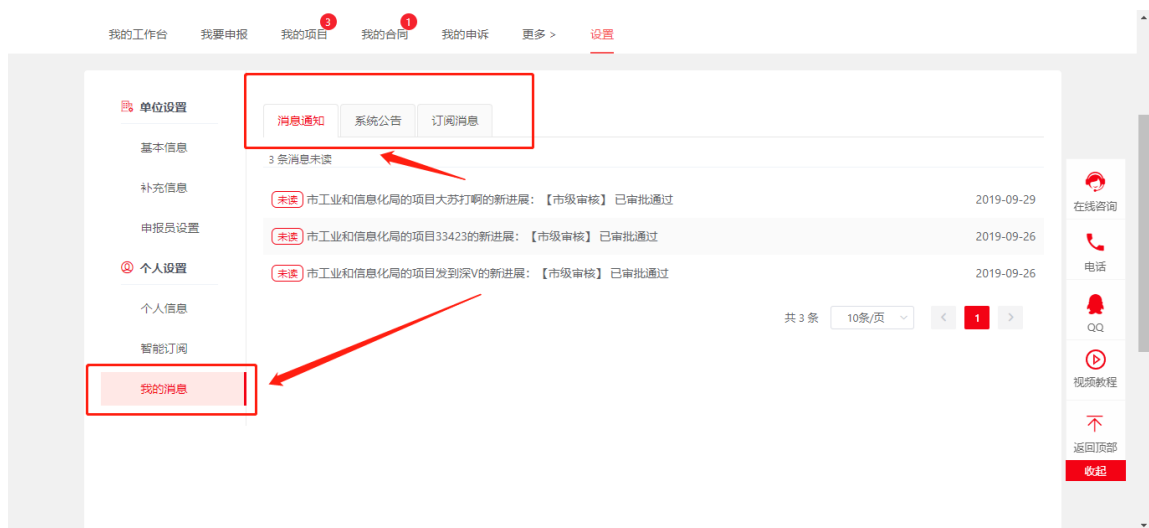 3 1
我的工作台 我要申报 我的项目 我的合同 我的申诉 更多 > 设置
单位设置
基本信息
补充信息
申报员设置
个人设置
个人信息
智能订阅
我的消息
消息通知 系统公告 订阅消息
3 条消息未读
未读 市工业和信息化局的项目大苏打啊的新进展：【市级审核】 已审批通过 2019-09-29
未读 市工业和信息化局的项目33423的新进展：【市级审核】 已审批通过 2019-09-26
未读 市工业和信息化局的项目发到深V的新进展：【市级审核】 已审批通过 2019-09-26
共 3 条 10条/页 < 1 >
在线咨询
电话
QQ
视频教程
返回顶部
收起